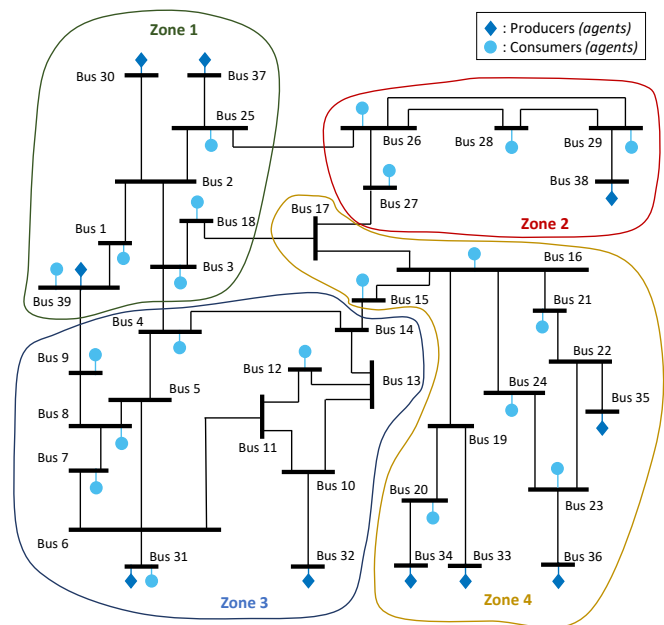 Zone 1
: Producers (agents)
: Consumers (agents)
Bus 30
Bus 37
Bus 25
Bus 26
Bus 28
Bus 29
Bus 2
Bus 38
Bus 27
Bus 18
Bus 17
Zone 2
Bus 1
Bus 3
Bus 16
Bus 39
Bus 15
Bus 21
Bus 4
Bus 14
Bus 9
Bus 12
Bus 22
Bus 5
Bus 13
Bus 24
Bus 8
Bus 35
Bus 11
Bus 19
Bus 7
Bus 10
Bus 20
Bus 23
Bus 6
Bus 31
Bus 32
Bus 34
Bus 33
Bus 36
Zone 3
Zone 4